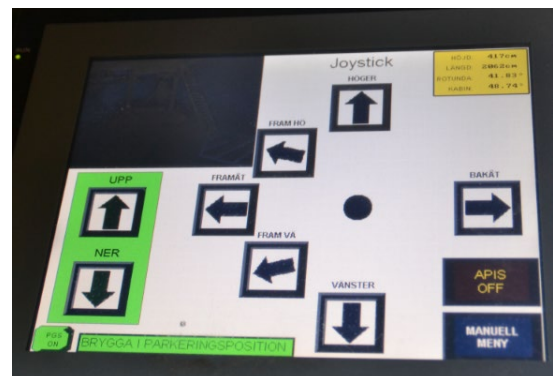 Joystick
HÖGER
HÖJD: 417cm
LÄNGD: 2062cm
ROTUNDA: 41.83°
KABIN: 40.74°
FRAM HÖ
UPP
FRAMÅT
BAKÅT
NER
FRAM VÄ
VÄNSTER
APIS
OFF
POS
ON
BRYGGA I PARKERINGSPOSITION
MANUELL
MENY